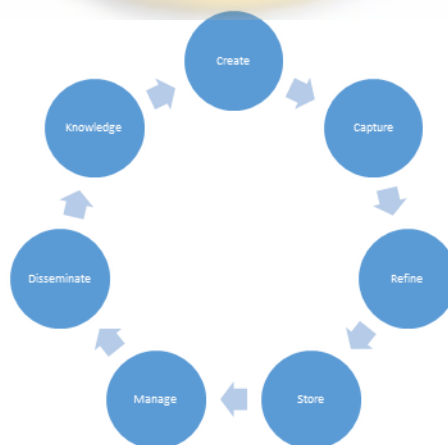 Create
Capture
Refine
Store
Manage
Disseminate
Knowledge